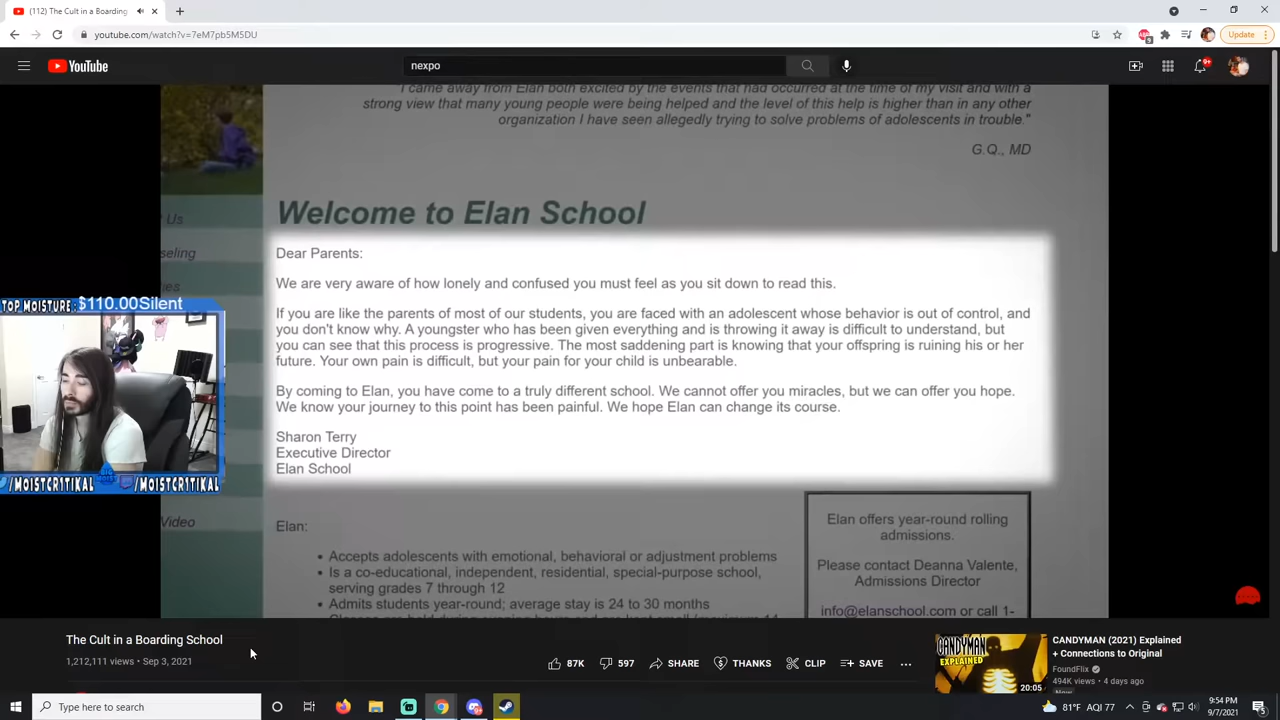 (112) The Cult in a Boarding
youtube.com/watch?v=7eM7pb5M5DU
Update
YouTube
nexpo
9+
"I came away from Elan both excited by the events that had occurred at the time of my visit and with a
strong view that many young people were being helped and the level of this help is higher than in any other
organization I have seen allegedly trying to solve problems of adolescents in trouble."
G.Q., MD
Welcome to Elan School
Us
seling
ies
Dear Parents:
We are very aware of how lonely and confused you must feel as you sit down to read this.
If you are like the parents of most of our students, you are faced with an adolescent whose behavior is out of control, and
you don't know why. A youngster who has been given everything and is throwing it away is difficult to understand, but
you can see that this process is progressive. The most saddening part is knowing that your offspring is ruining his or her
future. Your own pain is difficult, but your pain for your child is unbearable.
By coming to Elan, you have come to a truly different school. We cannot offer you miracles, but we can offer you hope.
We know your journey to this point has been painful. We hope Elan can change its course.
Sharon Terry
Executive Director
Elan School
TOP MOISTURE: $110.00Silent
/MOISTCR1TIKAL /MOISTCR1TIKAL
Video
Elan:
• Accepts adolescents with emotional, behavioral or adjustment problems
• Is a co-educational, independent, residential, special-purpose school,
serving grades 7 through 12
• Admits students year-round; average stay is 24 to 30 months
Elan offers year-round rolling
admissions.
Please contact Deanna Valente,
Admissions Director
info@elanschool.com or call 1-
The Cult in a Boarding School
1,212,111 views • Sep 3, 2021
87K 597 SHARE THANKS CLIP SAVE
CANDYMAN EXPLAINED
20:05
CANDYMAN (2021) Explained
+ Connections to Original
FoundFlix
494K views • 4 days ago
New
Type here to search
81°F AQI 77
9:54 PM
9/7/2021